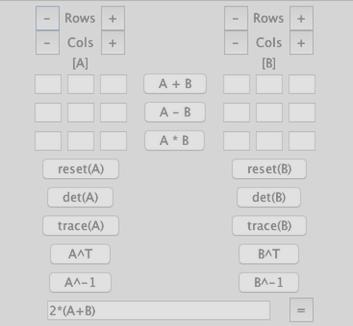 - Rows + - Rows +
- Cols + - Cols +
[A] [B]
A + B
A - B
A * B
reset(A) reset(B)
det(A) det(B)
trace(A) trace(B)
A^T B^T
A^-1 B^-1
2*(A+B) =